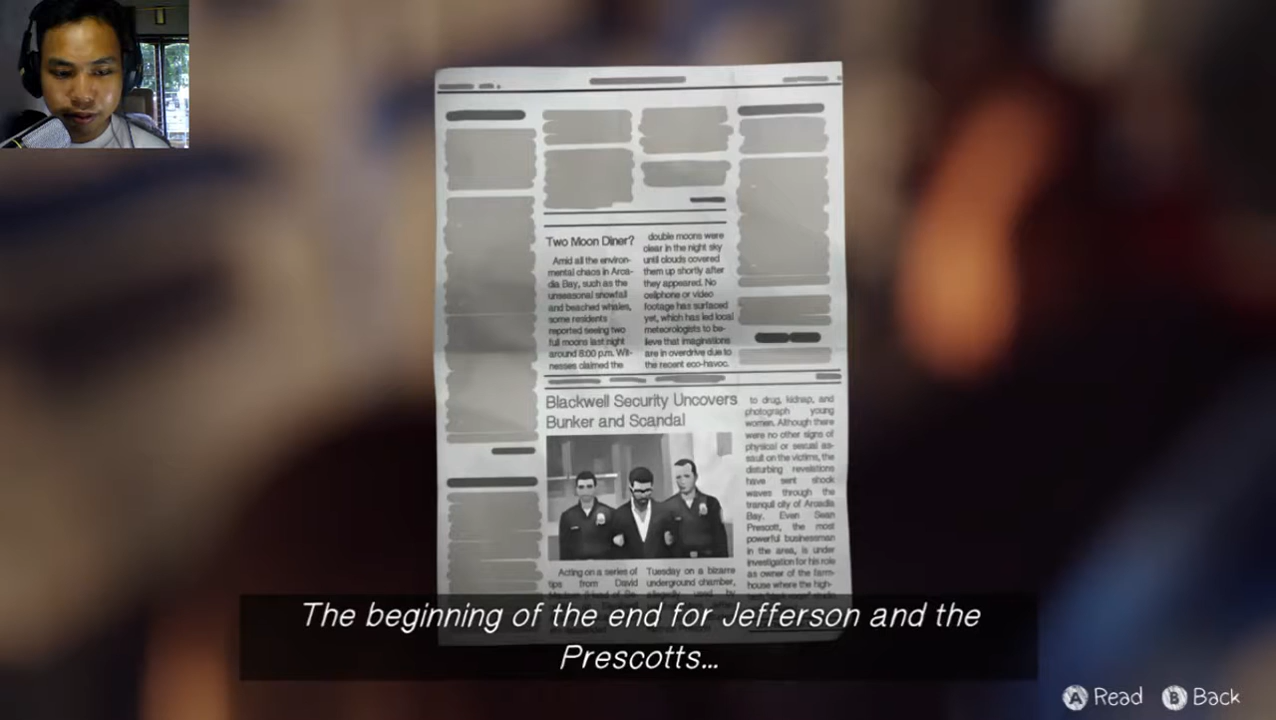 Two Moon Diner?
Amid all the environ-
mental chaos in Arca-
dia Bay, such as the
unseasonal snowfall
and beached whales,
some residents
reported seeing two
full moons last night
around 8:00 p.m. Wit-
nesses claimed the
double moons were
clear in the night sky
until clouds covered
them up shortly after
they appeared. No
cellphone or video
footage has surfaced
yet, which has led local
meteorologists to be-
lieve that imaginations
are in overdrive due to
the recent eco-havoc.
Blackwell Security Uncovers
Bunker and Scandal
Acting on a series of
tips from David
Tuesday on a bizarre
underground chamber,
allegedly used by
to drug, kidnap, and
photograph young
women. Although there
were no other signs of
physical or sexual as-
sault on the victims, the
disturbing revelations
have sent shock
waves through the
tranquil city of Arcadia
Bay. Even Sean
Prescott, the most
powerful businessman
in the area, is under
investigation for his role
as owner of the farm-
house where the high-
The beginning of the end for Jefferson and the
Prescotts...
A Read B Back